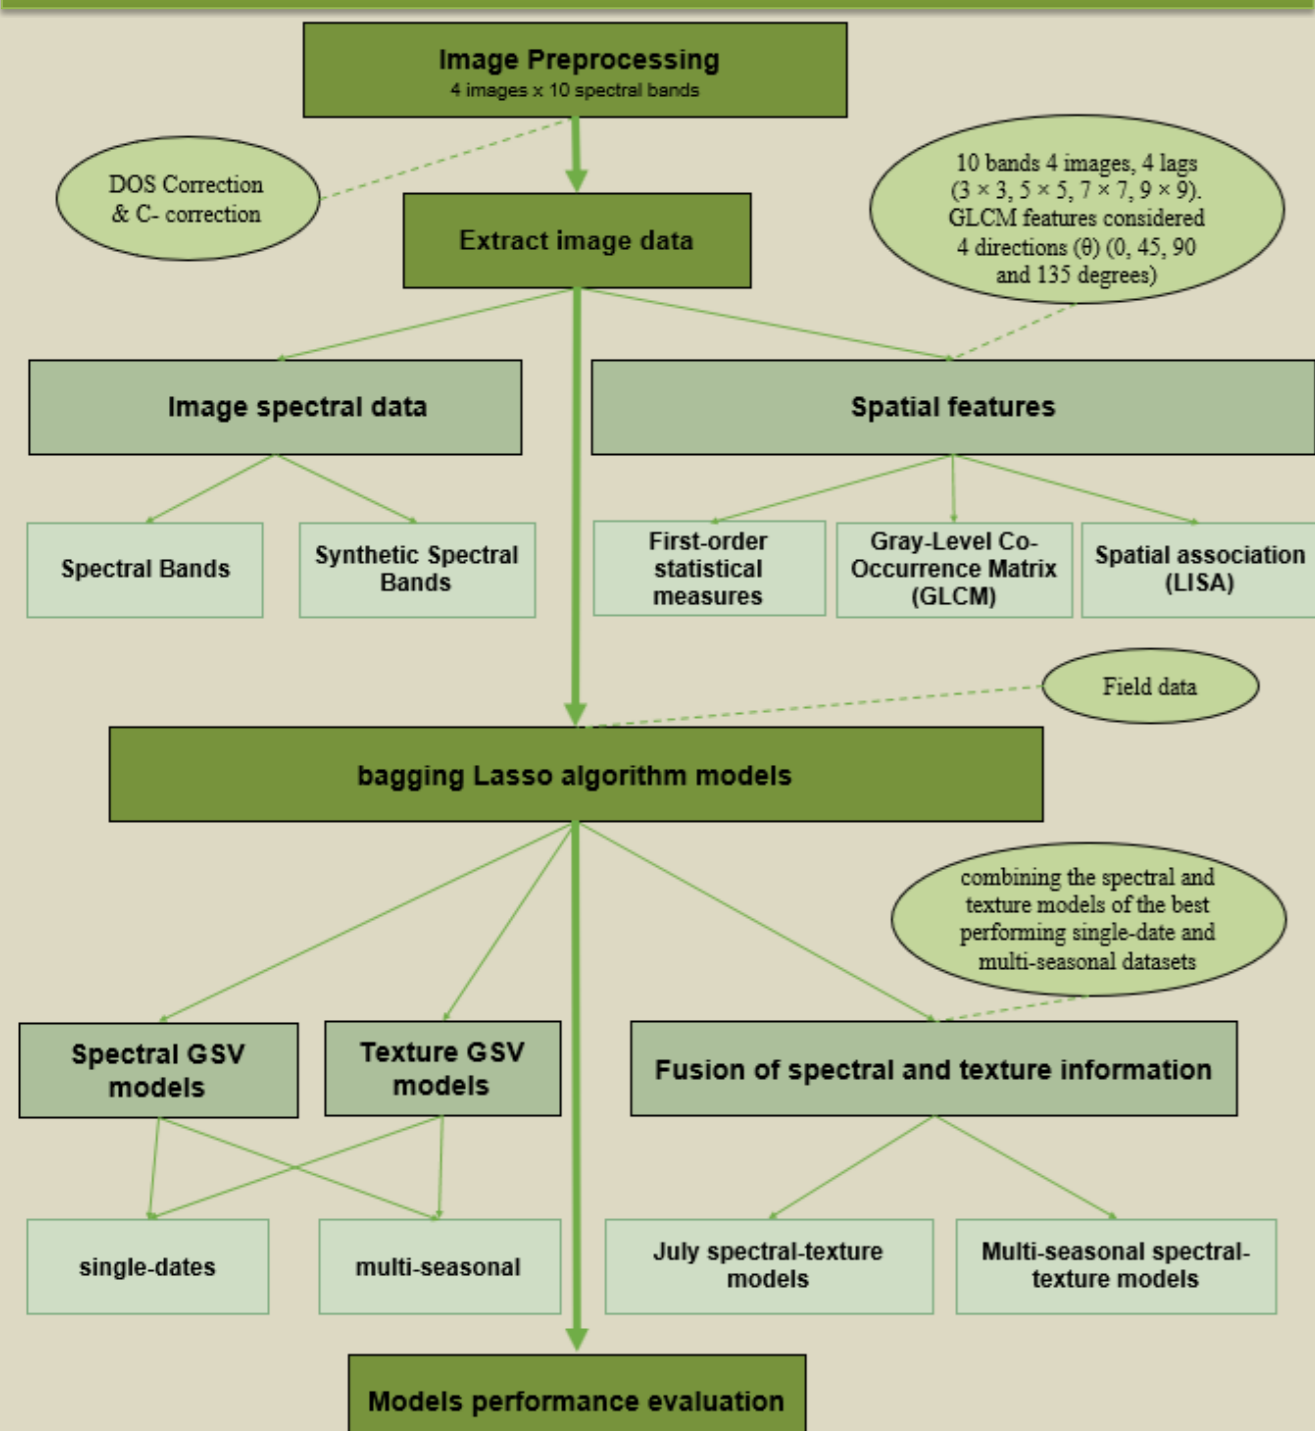 Image Preprocessing
4 images x 10 spectral bands
DOS Correction
& C- correction
10 bands 4 images, 4 lags
(3 × 3, 5 × 5, 7 × 7, 9 × 9).
GLCM features considered
4 directions (θ) (0, 45, 90
and 135 degrees)
Extract image data
Image spectral data
Spatial features
Spectral Bands
Synthetic Spectral
Bands
First-order
statistical
measures
Gray-Level Co-
Occurrence Matrix
(GLCM)
Spatial association
(LISA)
Field data
bagging Lasso algorithm models
combining the spectral and
texture models of the best
performing single-date and
multi-seasonal datasets
Spectral GSV
models
Texture GSV
models
Fusion of spectral and texture information
single-dates
multi-seasonal
July spectral-texture
models
Multi-seasonal spectral-
texture models
Models performance evaluation